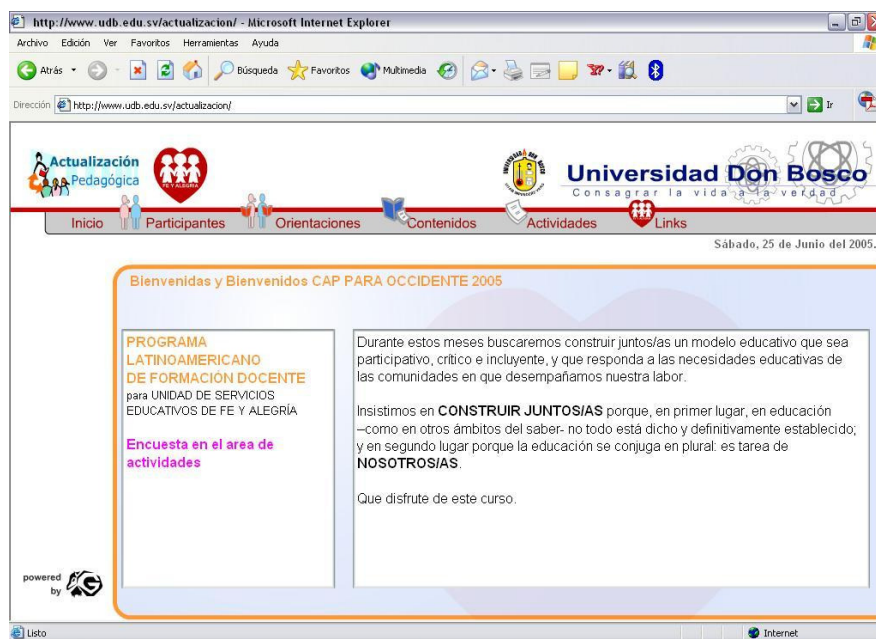 http://www.udb.edu.sv/actualizacion/ - Microsoft Internet Explorer
Archivo Edición Ver Favoritos Herramientas Ayuda
Atrás Búsqueda Favoritos Multimedia
Dirección http://www.udb.edu.sv/actualizacion/ Ir
Actualización
Pedagógica
FE Y ALEGRIA
Universidad Don Bosco
Consagrar la vida a la verdad
Inicio Participantes Orientaciones Contenidos Actividades Links
Sábado, 25 de Junio del 2005.
Bienvenidas y Bienvenidos CAP PARA OCCIDENTE 2005
PROGRAMA
LATINOAMERICANO
DE FORMACIÓN DOCENTE
para UNIDAD DE SERVICIOS
EDUCATIVOS DE FE Y ALEGRÍA
Encuesta en el area de
actividades
Durante estos meses buscaremos construir juntos/as un modelo educativo que sea
participativo, crítico e incluyente, y que responda a las necesidades educativas de
las comunidades en que desempañamos nuestra labor.
Insistimos en CONSTRUIR JUNTOS/AS porque, en primer lugar, en educación
–como en otros ámbitos del saber- no todo está dicho y definitivamente establecido;
y en segundo lugar porque la educación se conjuga en plural: es tarea de
NOSOTROS/AS.
Que disfrute de este curso.
powered
by
Listo Internet